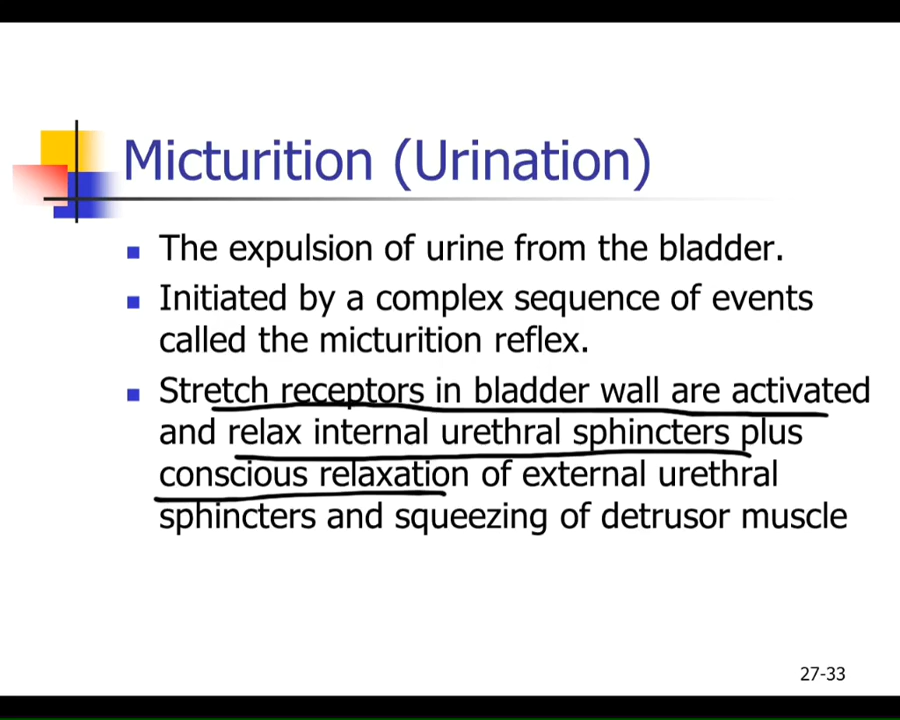 Micturition (Urination)
The expulsion of urine from the bladder.
Initiated by a complex sequence of events
called the micturition reflex.
Stretch receptors in bladder wall are activated
and relax internal urethral sphincters plus
conscious relaxation of external urethral
sphincters and squeezing of detrusor muscle
27-33